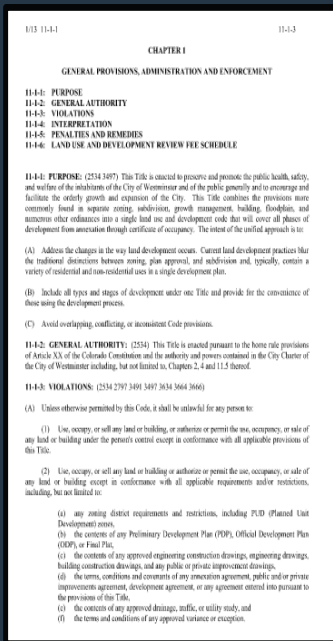 1/13 11-1-1 11-1-3
CHAPTER 1
GENERAL PROVISIONS, ADMINISTRATION AND ENFORCEMENT
11-1-1: PURPOSE
11-1-2: GENERAL AUTHORITY
11-1-3: VIOLATIONS
11-1-4: INTERPRETATION
11-1-5: PENALTIES AND REMEDIES
11-1-6: LAND USE AND DEVELOPMENT REVIEW FEE SCHEDULE
11-1-1: PURPOSE: (2534 3497) This Title is enacted to preserve and promote the public health, safety,
and welfare of the inhabitants of the City of Westminster and of the public generally and to encourage and
facilitate the orderly growth and expansion of the City. This Title combines the provisions more
commonly found in separate zoning, subdivision, growth management, building, floodplain, and
numerous other ordinances into a single land use and development code that will cover all phases of
development from annexation through certificate of occupancy. The intent of the unified approach is to:
(A) Address the changes in the way land development occurs. Current land development practices blur
the traditional distinctions between zoning, plan approval, and subdivision and, typically, contain a
variety of residential and non-residential uses in a single development plan.
(B) Include all types and stages of development under one Title and provide for the convenience of
those using the development process.
(C) Avoid overlapping, conflicting, or inconsistent Code provisions.
11-1-2: GENERAL AUTHORITY: (2534) This Title is enacted pursuant to the home rule provisions
of Article XX of the Colorado Constitution and the authority and powers contained in the City Charter of
the City of Westminster including, but not limited to, Chapters 2, 4 and 11.5 thereof.
11-1-3: VIOLATIONS: (2534 2797 3491 3497 3634 3664 3666)
(A) Unless otherwise permitted by this Code, it shall be unlawful for any person to:
(1) Use, occupy, or sell any land or building, or authorize or permit the use, occupancy, or sale of
any land or building under the person's control except in conformance with all applicable provisions of
this Title.
(2) Use, occupy, or sell any land or building or authorize or permit the use, occupancy, or sale of
any land or building except in conformance with all applicable requirements and/or restrictions,
including, but not limited to:
(a) any zoning district requirements and restrictions, including PUD (Planned Unit
Development) zones,
(b) the contents of any Preliminary Development Plan (PDP), Official Development Plan
(ODP), or Final Plat,
(c) the contents of any approved engineering construction drawings, engineering drawings,
building construction drawings, and any public or private improvement drawings,
(d) the terms, conditions and covenants of any annexation agreement, public and/or private
improvements agreement, development agreement, or any agreement entered into pursuant to
the provisions of this Title,
(e) the contents of any approved drainage, traffic, or utility study, and
(f) the terms and conditions of any approved variance or exception.